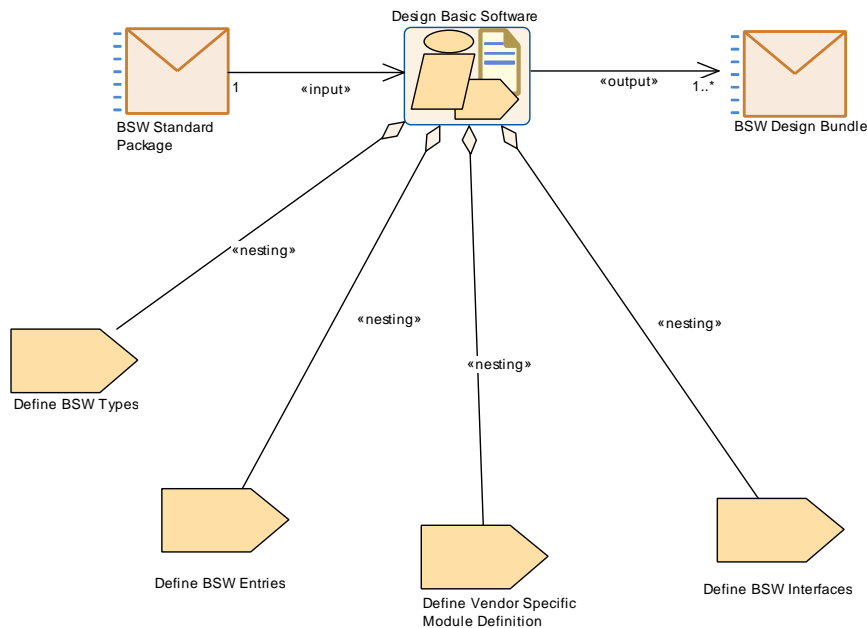 Design Basic Software
1
«input»
«output»
1..*
BSW Standard
Package
BSW Design Bundle
«nesting»
«nesting»
«nesting»
«nesting»
Define BSW Types
Define BSW Entries
Define Vendor Specific
Module Definition
Define BSW Interfaces